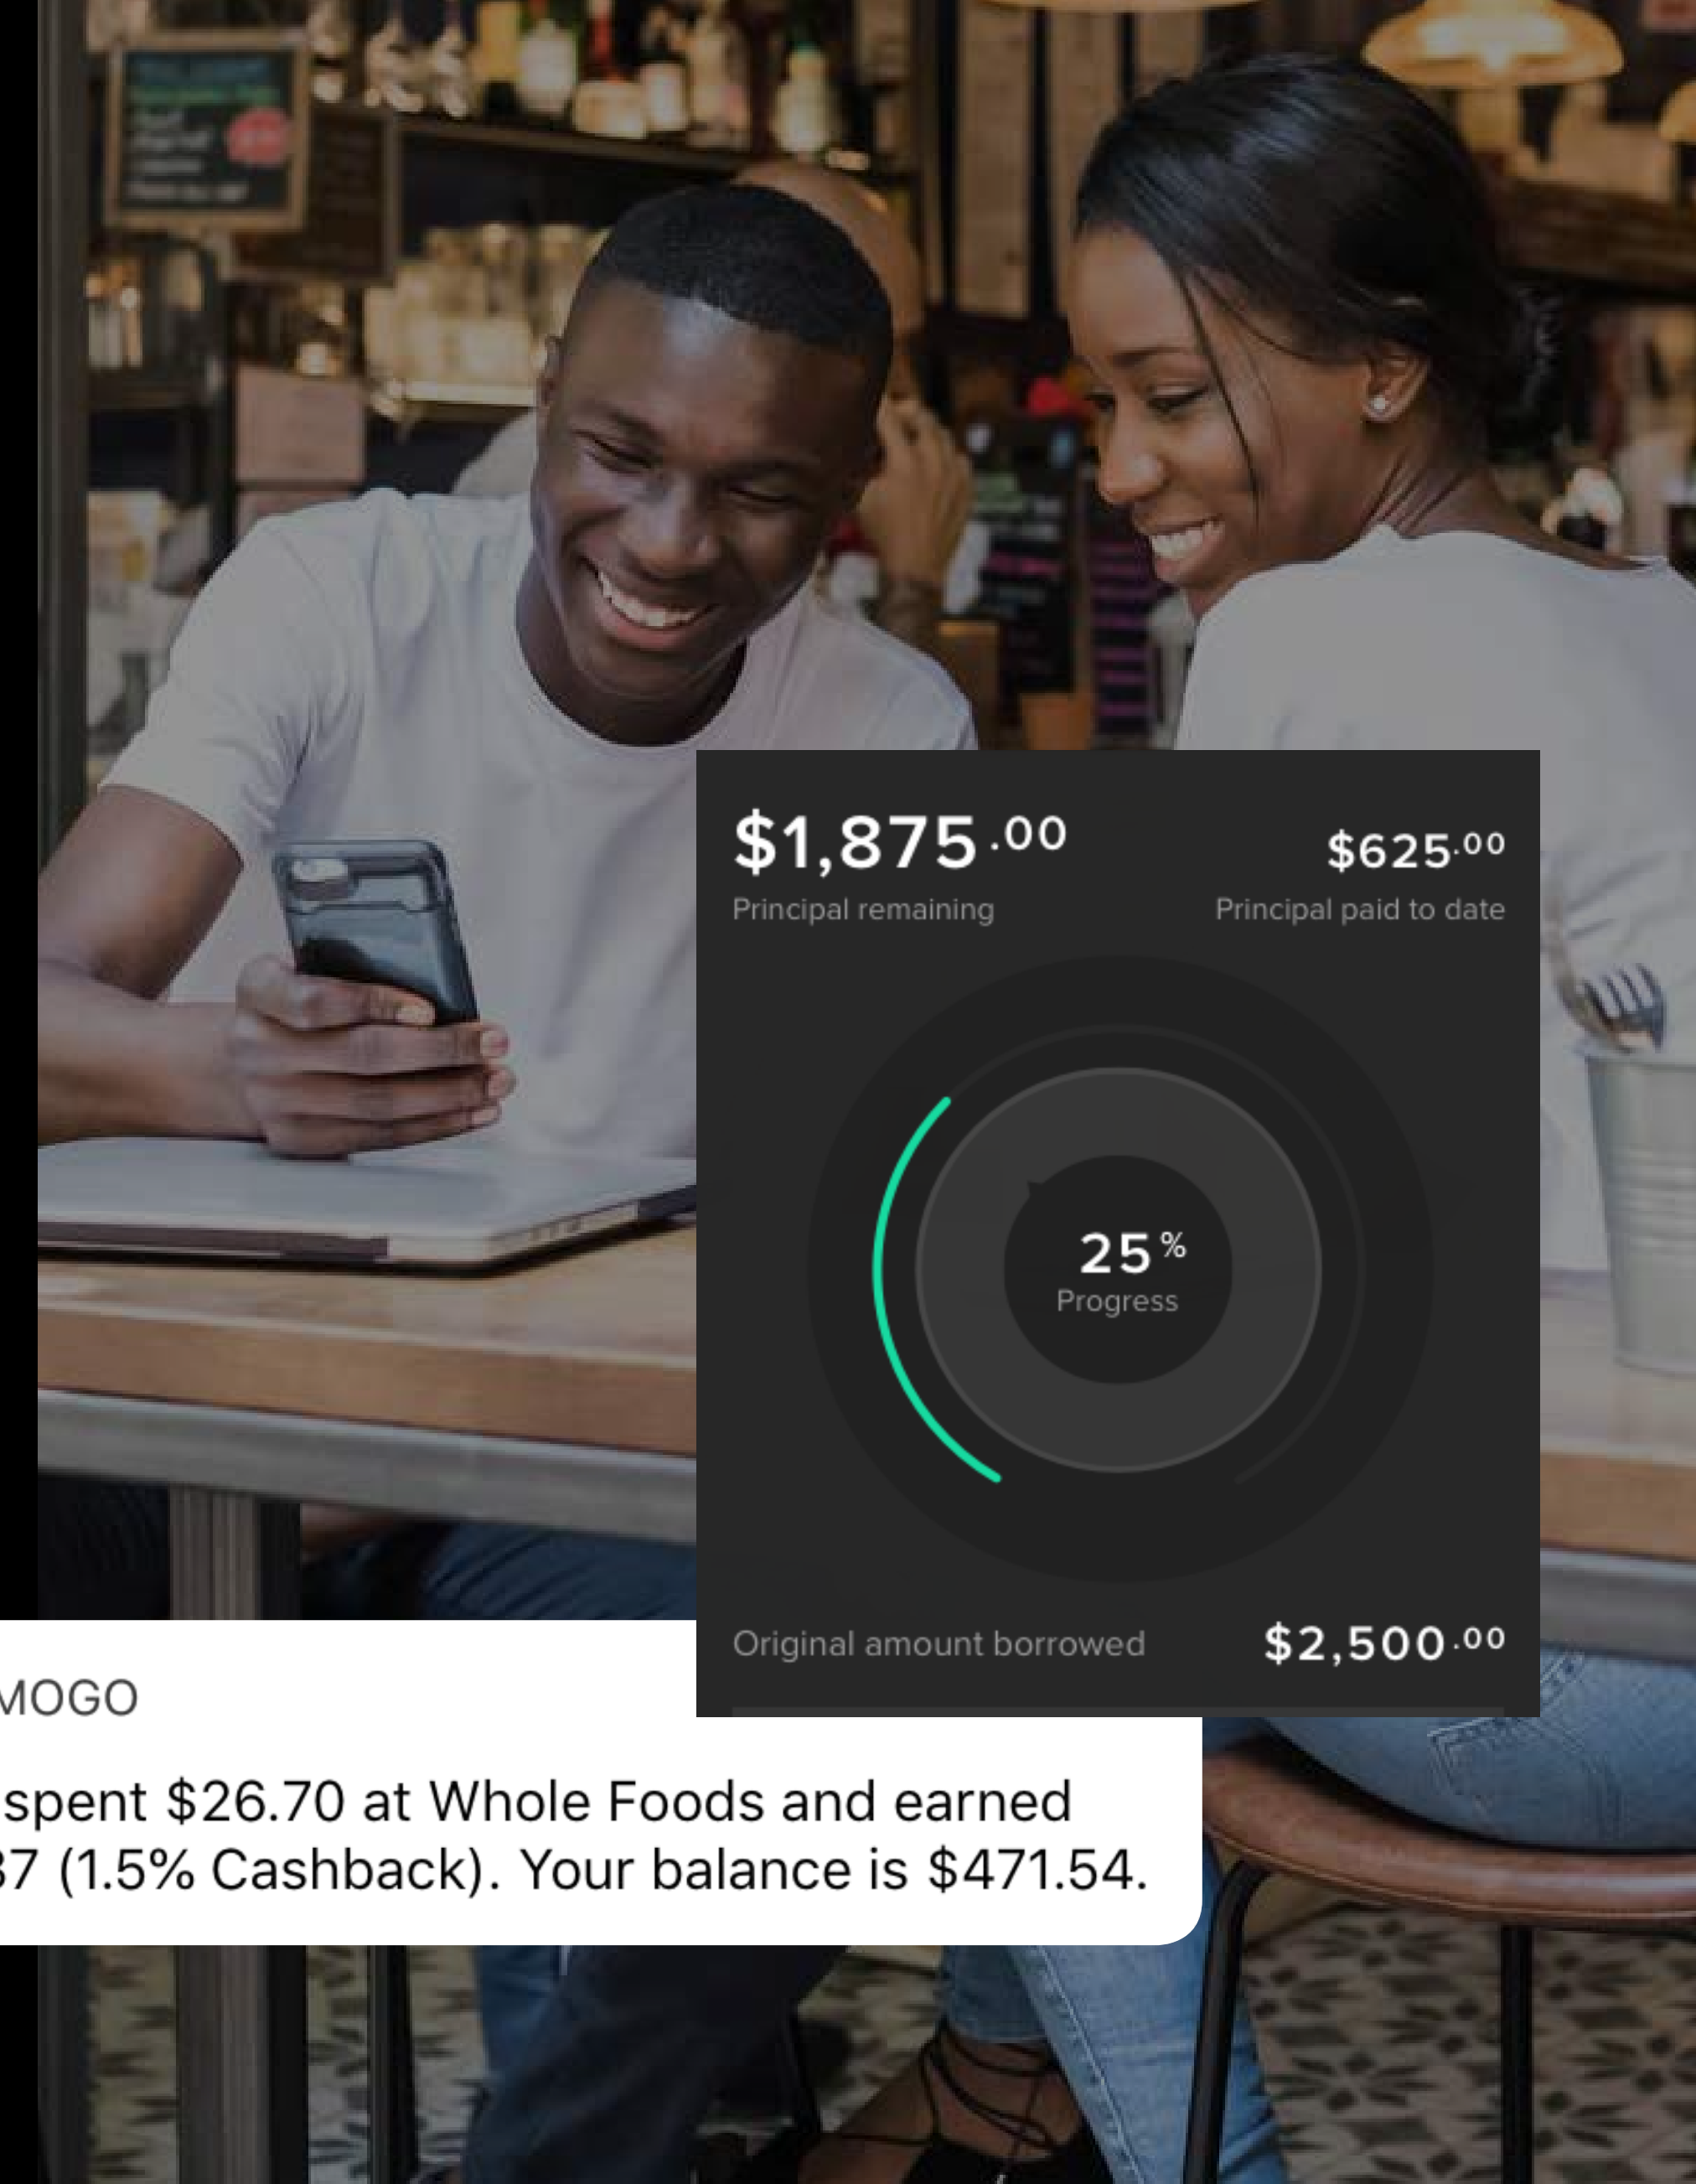 $1,875.00
$625.00
Principal remaining
Principal paid to date
25%
Progress
Original amount borrowed
$2,500.00
MOGO
spent $26.70 at Whole Foods and earned
37 (1.5% Cashback). Your balance is $471.54.